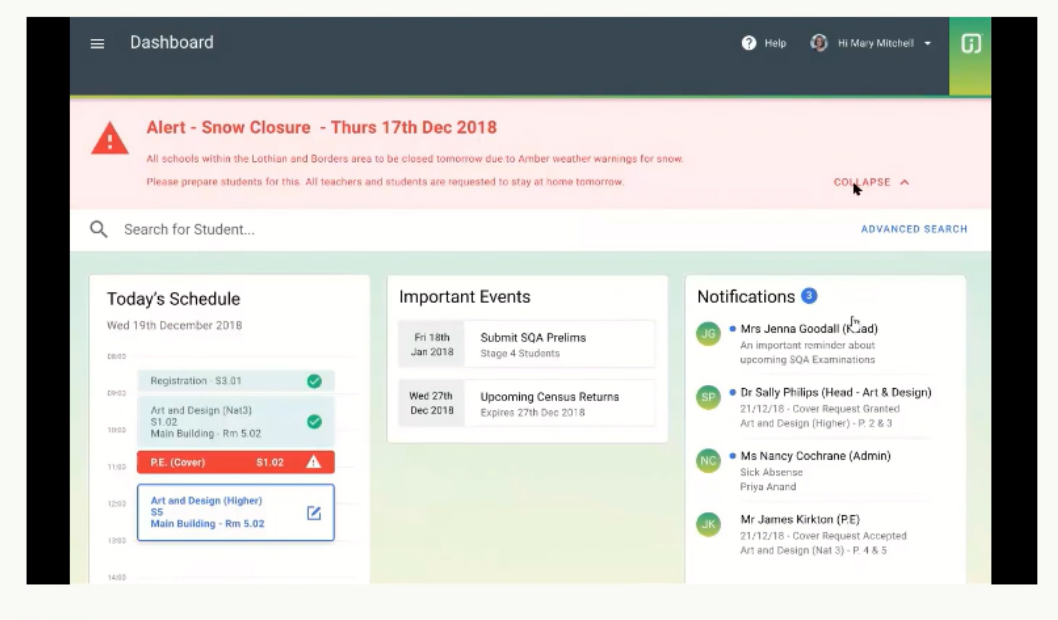 Dashboard
Help
Hi Mary Mitchell
Alert - Snow Closure - Thurs 17th Dec 2018
All schools within the Lothian and Borders area to be closed tomorrow due to Amber weather warnings for snow.
Please prepare students for this. All teachers and students are requested to stay at home tomorrow.
COLLAPSE
Search for Student...
ADVANCED SEARCH
Today's Schedule
Wed 19th December 2018
08:00
Registration - S3.01
09:00
Art and Design (Nat3)
S1.02
10:00
Main Building - Rm 5.02
11:00
P.E. (Cover) S1.02
12:00
Art and Design (Higher)
S5
Main Building - Rm 5.02
13:00
14:00
Important Events
Fri 18th
Jan 2018
Submit SQA Prelims
Stage 4 Students
Wed 27th
Dec 2018
Upcoming Census Returns
Expires 27th Dec 2018
Notifications 3
JG
Mrs Jenna Goodall (Head)
An important reminder about
upcoming SQA Examinations
SP
Dr Sally Philips (Head - Art & Design)
21/12/18 - Cover Request Granted
Art and Design (Higher) - P. 2 & 3
NC
Ms Nancy Cochrane (Admin)
Sick Absense
Priya Anand
JK
Mr James Kirkton (P.E)
21/12/18 - Cover Request Accepted
Art and Design (Nat 3) - P. 4 & 5